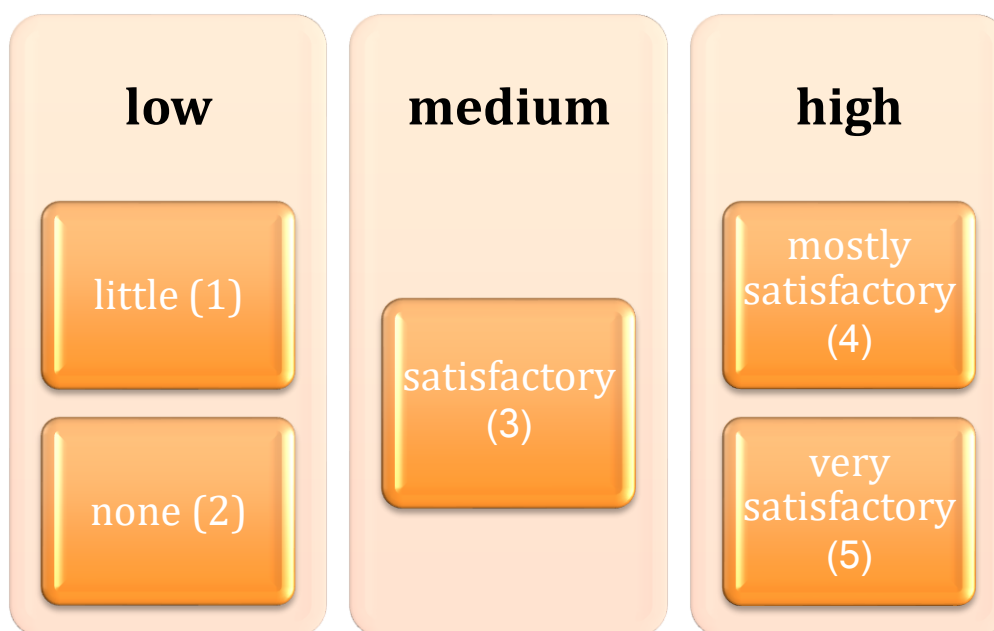 low
little (1)
none (2)
medium
satisfactory
(3)
high
mostly
satisfactory
(4)
very
satisfactory
(5)